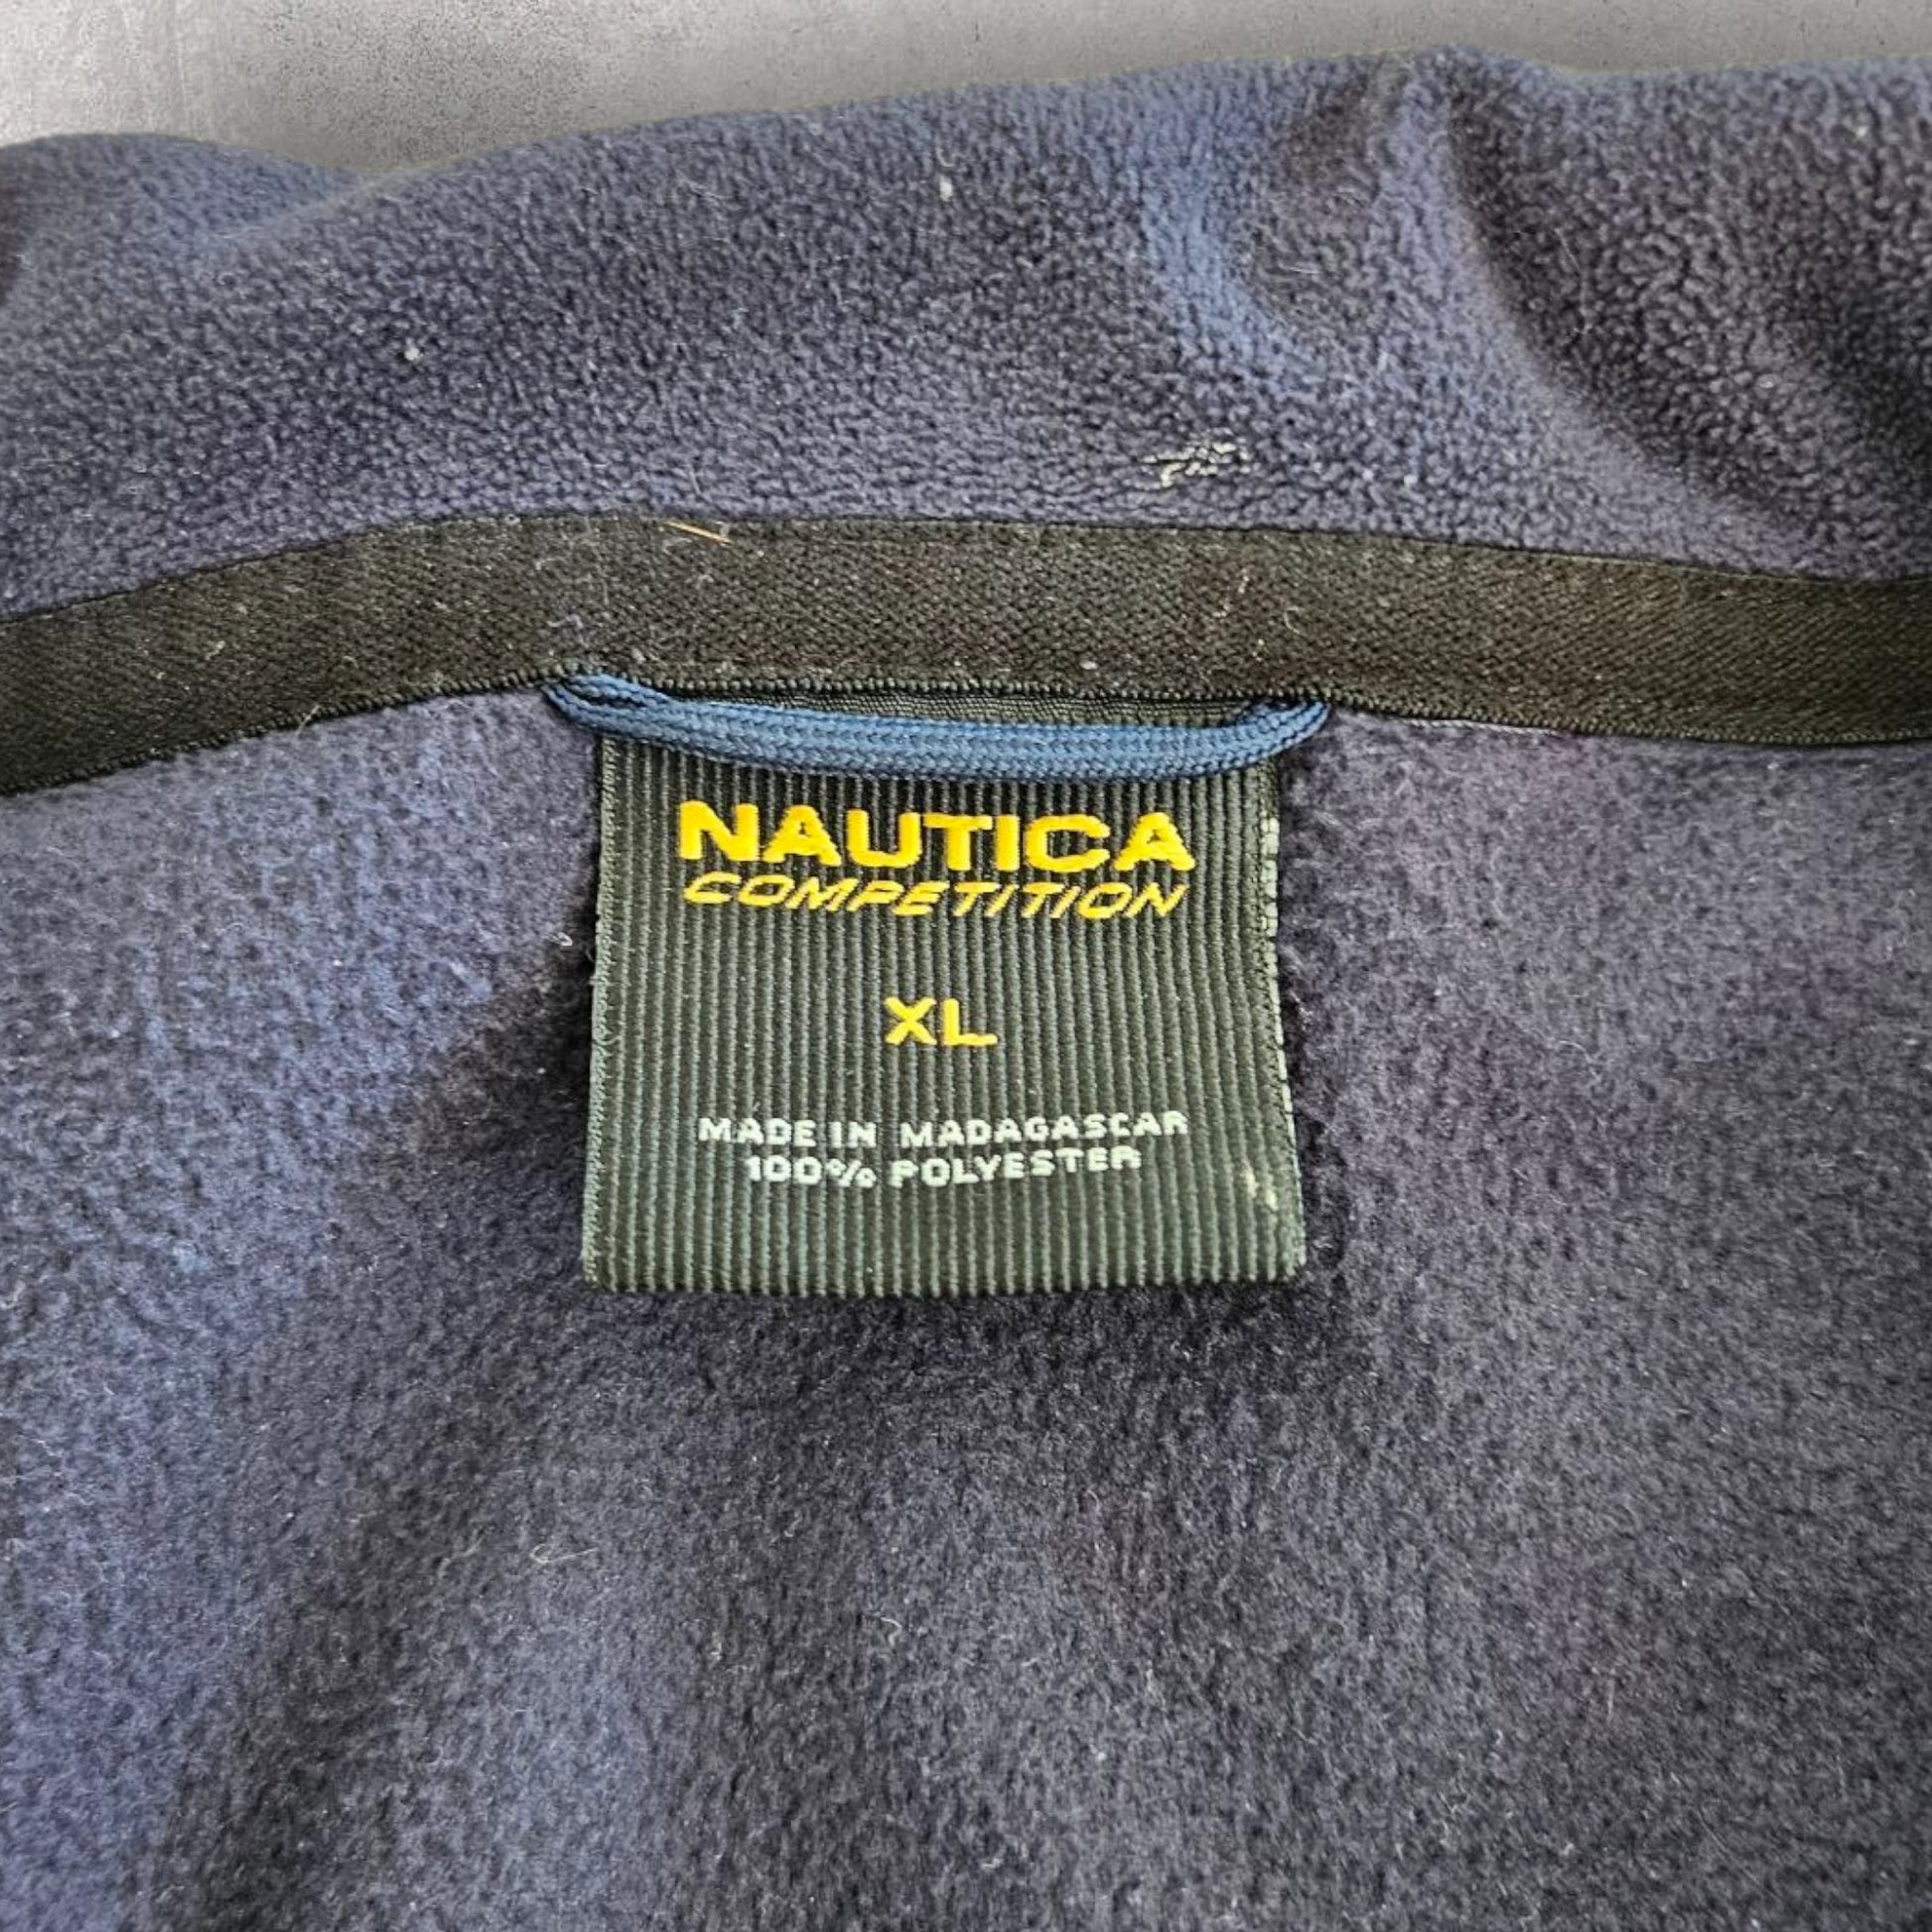 NAUTICA
COMPETITION
XL
MADE IN MADAGASCAR
100% POLYESTER